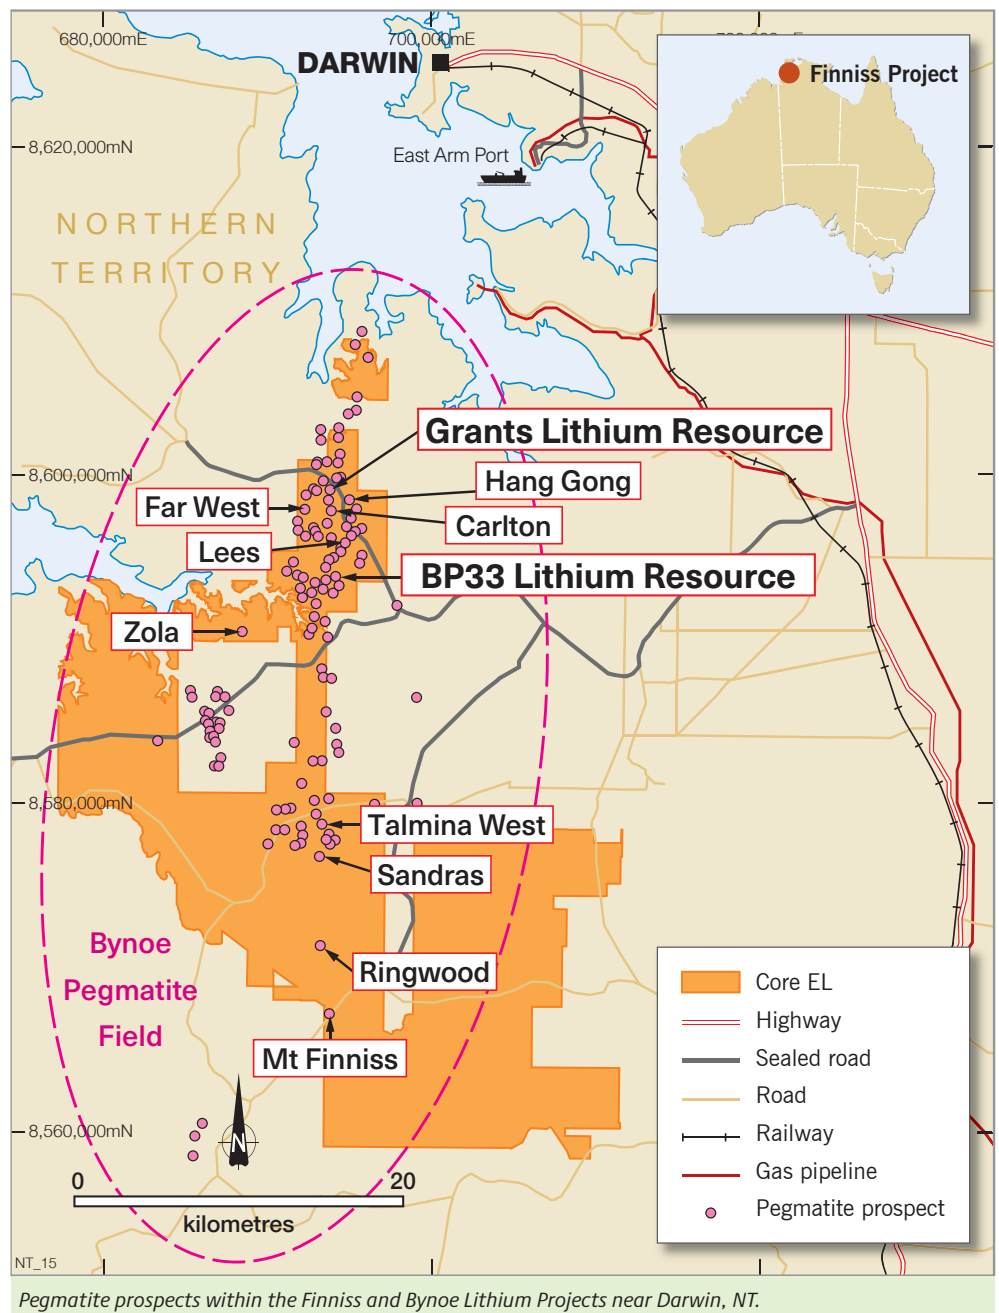 680,000mE
700,000mE
DARWIN
Finniss Project
8,620,000mN
East Arm Port
NORTHERN
TERRITORY
Grants Lithium Resource
8,600,000mN
Hang Gong
Far West
Carlton
Lees
BP33 Lithium Resource
Zola
8,580,000mN
Talmina West
Sandras
Bynoe
Pegmatite
Field
Ringwood
Mt Finniss
Core EL
Highway
Sealed road
Road
Railway
Gas pipeline
Pegmatite prospect
8,560,000mN
N
0 20
kilometres
NT_15
Pegmatite prospects within the Finniss and Bynoe Lithium Projects near Darwin, NT.